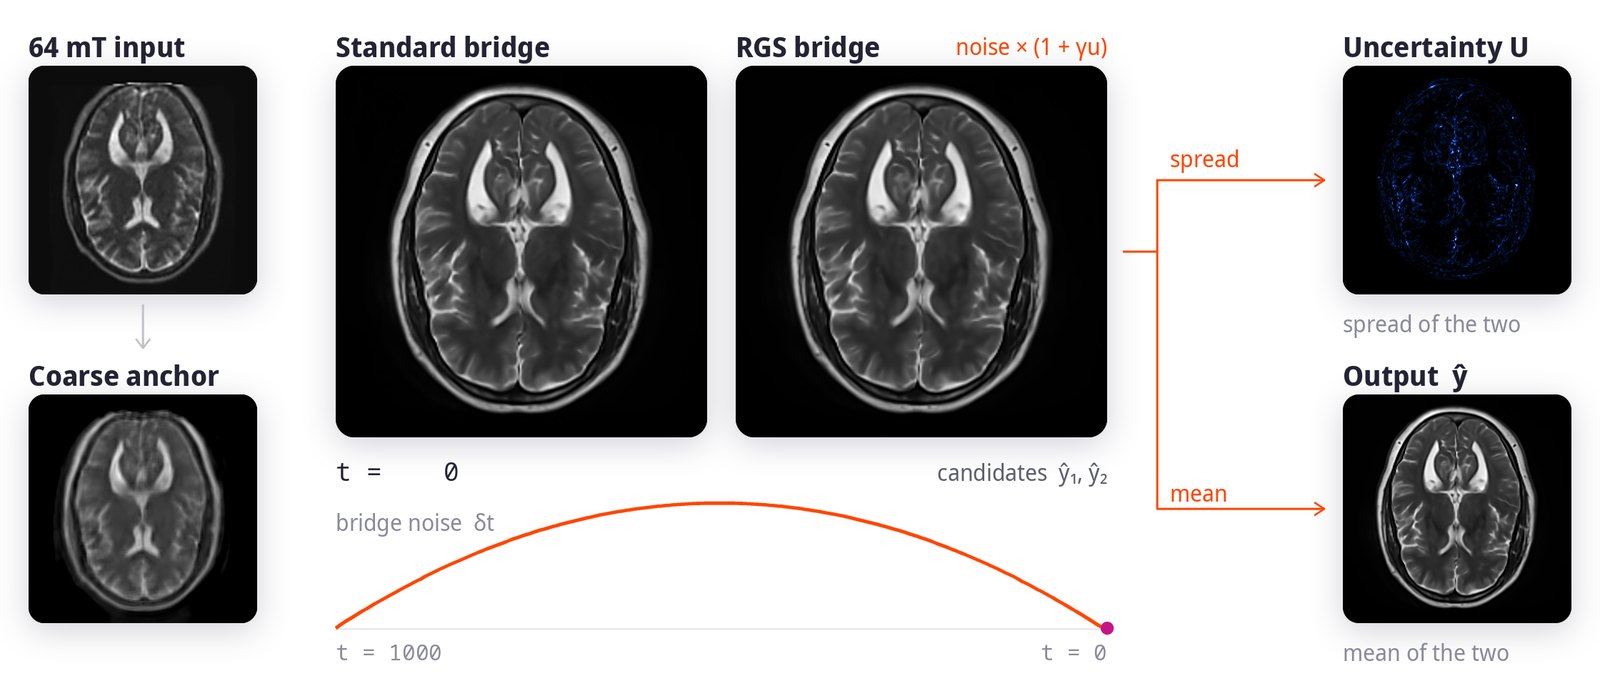 64 mT input
Coarse anchor
Standard bridge
RGS bridge
noise × (1 + γu)
t =    0
candidates ŷ₁, ŷ₂
bridge noise δt
t = 1000
t = 0
spread
mean
Uncertainty U
spread of the two
Output ŷ
mean of the two